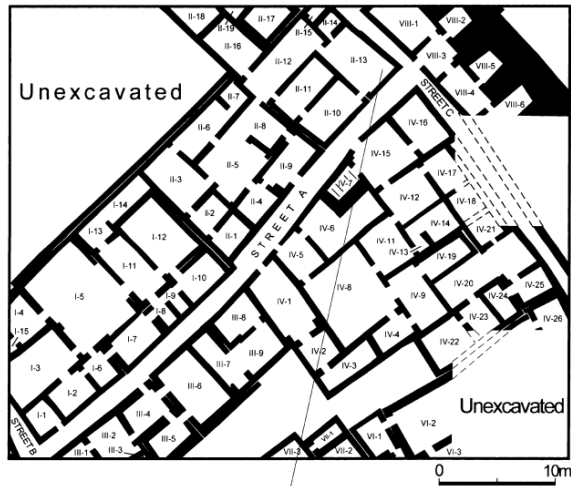 II-18
II-19
II-17
II-16
II-15
II-14
VIII-1
VIII-2
II-12
II-13
VIII-3
VIII-5
Unexcavated
II-7
II-11
VIII-4
VIII-6
STREET C
II-10
II-6
II-8
IV-16
II-5
II-9
IV-15
II-3
IV-7
IV-17
II-4
STREET A
IV-12
IV-18
I-14
II-2
I-13
II-1
IV-6
IV-14
IV-21
I-12
IV-11
IV-13
IV-5
IV-19
I-11
I-10
IV-8
IV-20
IV-25
I-5
I-9
IV-9
IV-24
I-4
I-8
III-8
IV-1
IV-23
IV-26
I-15
I-7
IV-4
IV-2
IV-22
I-3
I-6
III-7
III-9
IV-3
I-2
III-6
I-1
III-4
Unexcavated
STREET B
III-2
III-5
VII-1
VI-1
VI-2
III-1
III-3
VII-3
VII-2
VI-3
0
10m